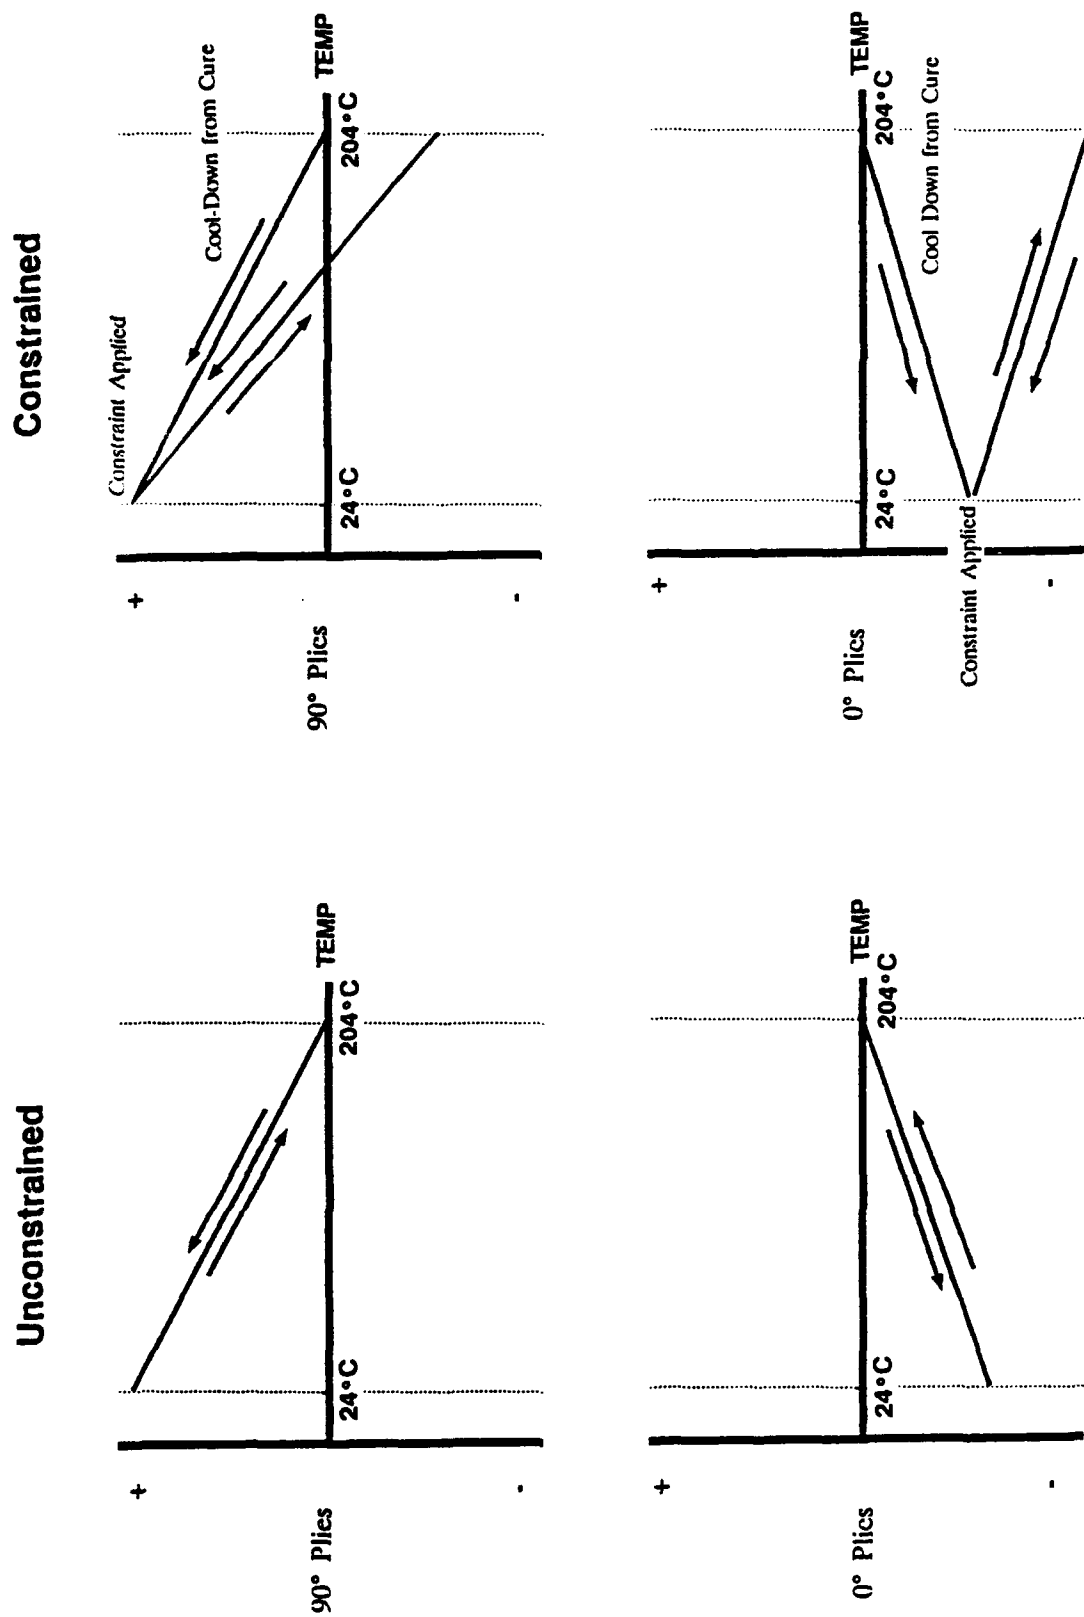 Unconstrained
Constrained
90° Plies
+
-
24°C
204°C
TEMP
90° Plies
+
-
Constraint Applied
Cool-Down from Cure
24°C
204°C
TEMP
0° Plies
+
-
24°C
204°C
TEMP
0° Plies
+
-
24°C
204°C
TEMP
Cool Down from Cure
Constraint Applied